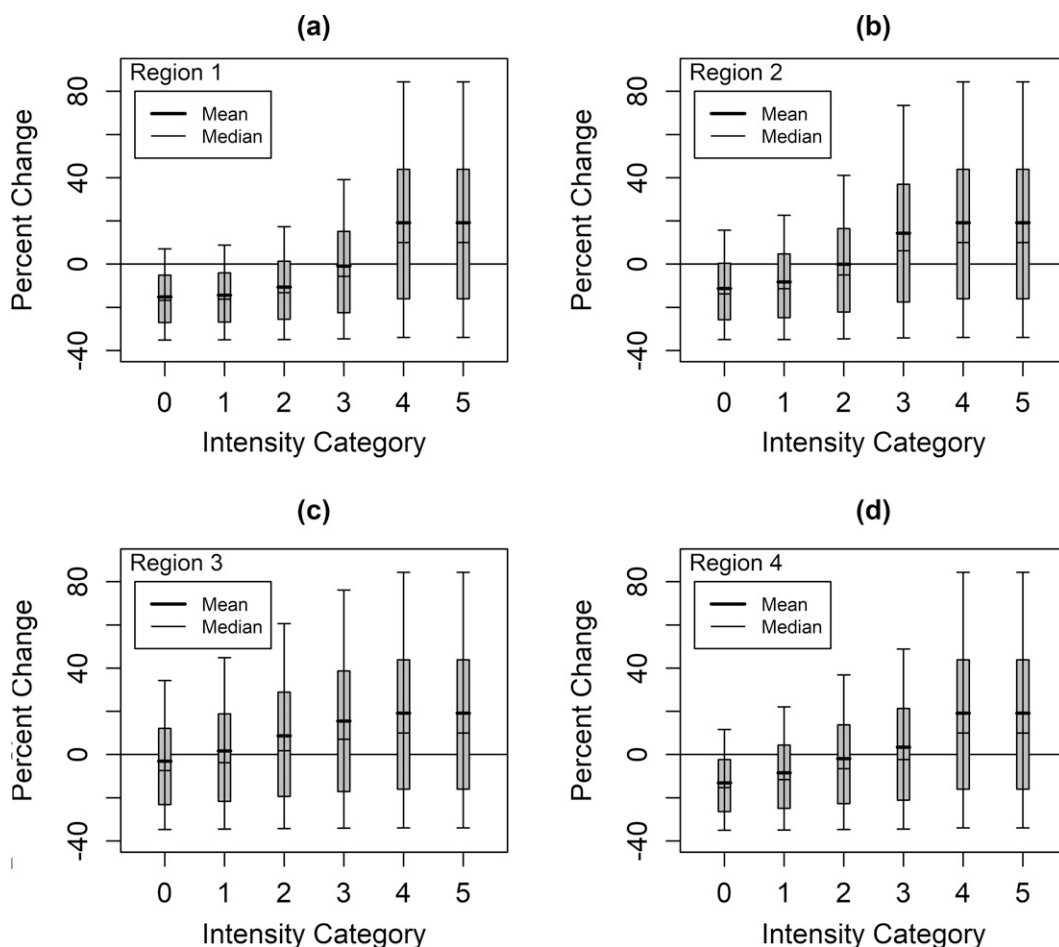 (a)
Region 1
Mean
Median
Percent Change
80
40
0
-40
0 1 2 3 4 5
Intensity Category
(b)
Region 2
Mean
Median
Percent Change
80
40
0
-40
0 1 2 3 4 5
Intensity Category
(c)
Region 3
Mean
Median
Percent Change
80
40
0
-40
0 1 2 3 4 5
Intensity Category
(d)
Region 4
Mean
Median
Percent Change
80
40
0
-40
0 1 2 3 4 5
Intensity Category